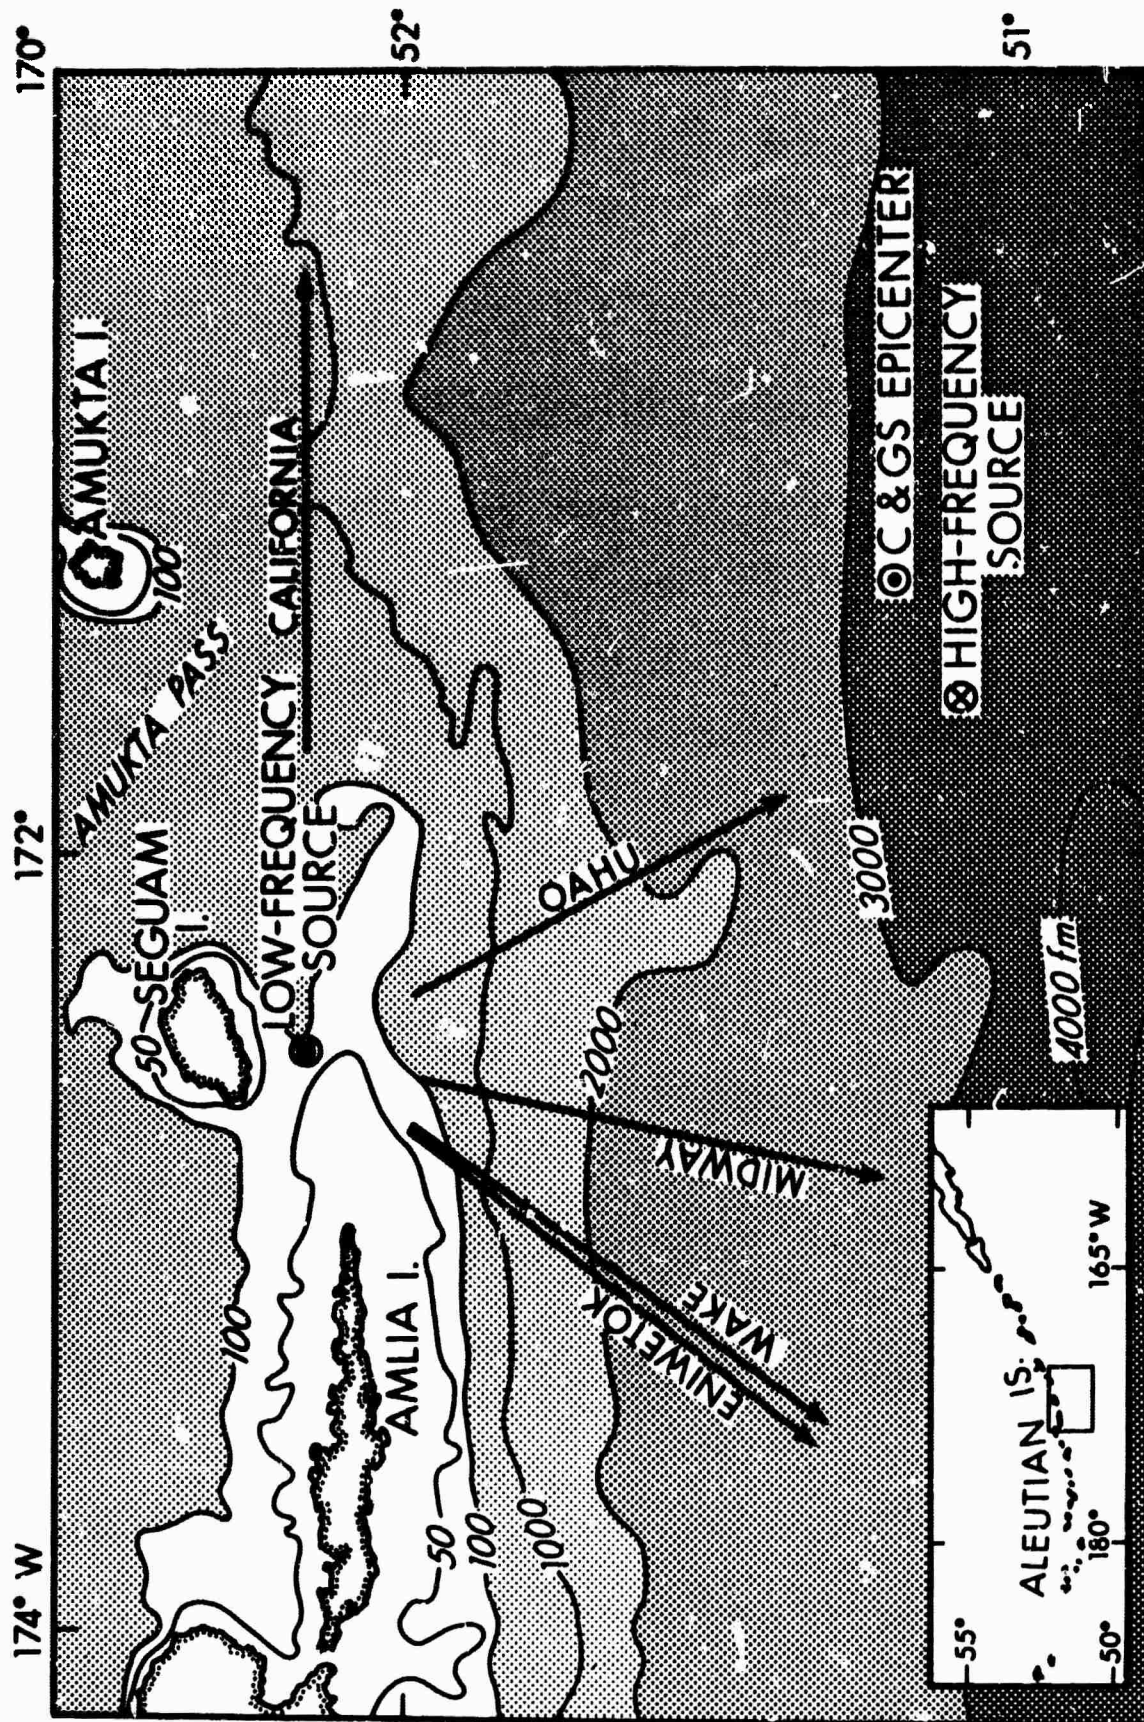 174° W
172°
170°
52°
51°
AMUKTA I.
100
AMUKTA PASS
SEGUAM
I.
50
LOW-FREQUENCY
SOURCE
CALIFORNIA
100
AMLIA I.
50
100
1000
2000
3000
4000 fm.
OAHU
MIDWAY
WAKE
ENIWETOK
C & GS EPICENTER
HIGH-FREQUENCY
SOURCE
ALEUTIAN IS.
55°
50°
180°
165° W